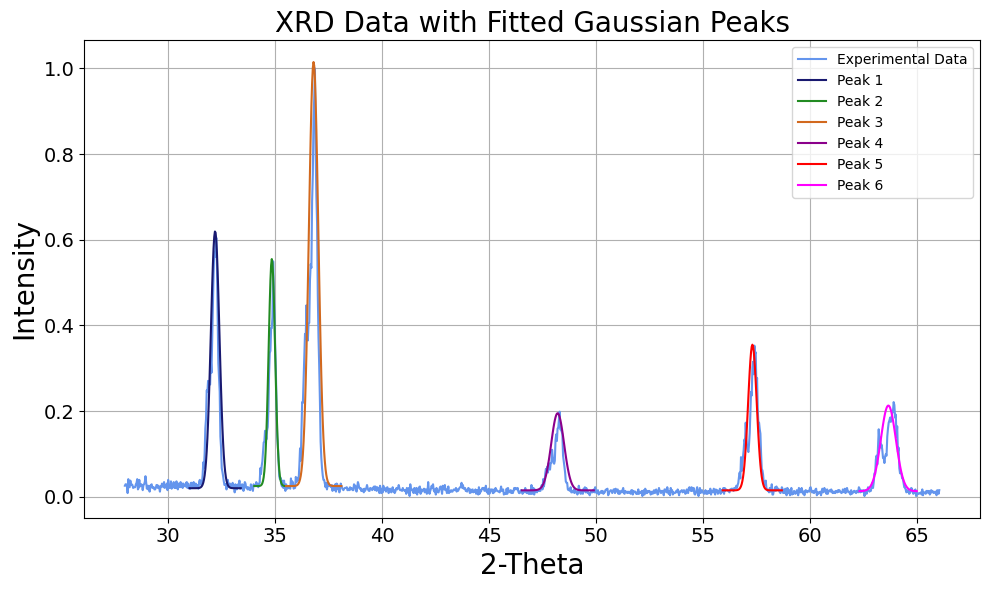 XRD Data with Fitted Gaussian Peaks
Experimental Data
Peak 1
Peak 2
Peak 3
Peak 4
Peak 5
Peak 6
Intensity
1.0
0.8
0.6
0.4
0.2
0.0
30 35 40 45 50 55 60 65
2-Theta